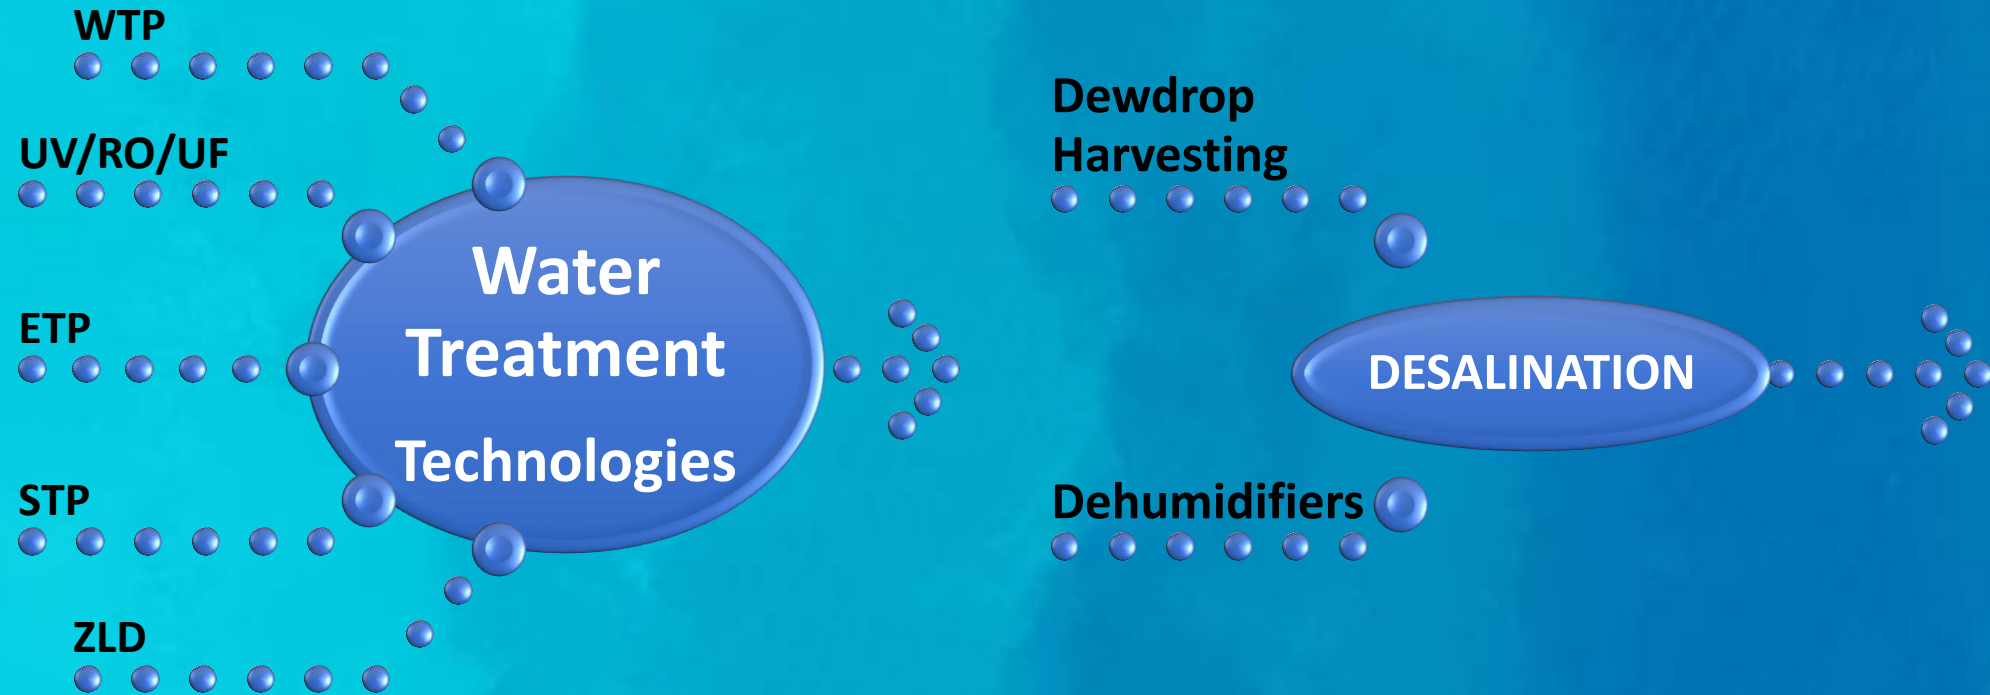 WTP
UV/RO/UF
ETP
STP
ZLD
Water
Treatment
Technologies
Dewdrop
Harvesting
DESALINATION
Dehumidifiers